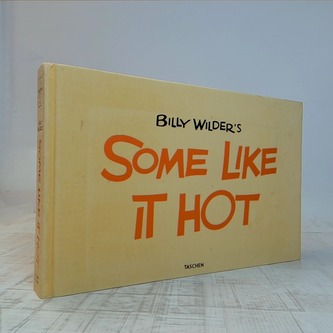 BILLY WILDER'S
SOME LIKE
IT HOT
TASCHEN